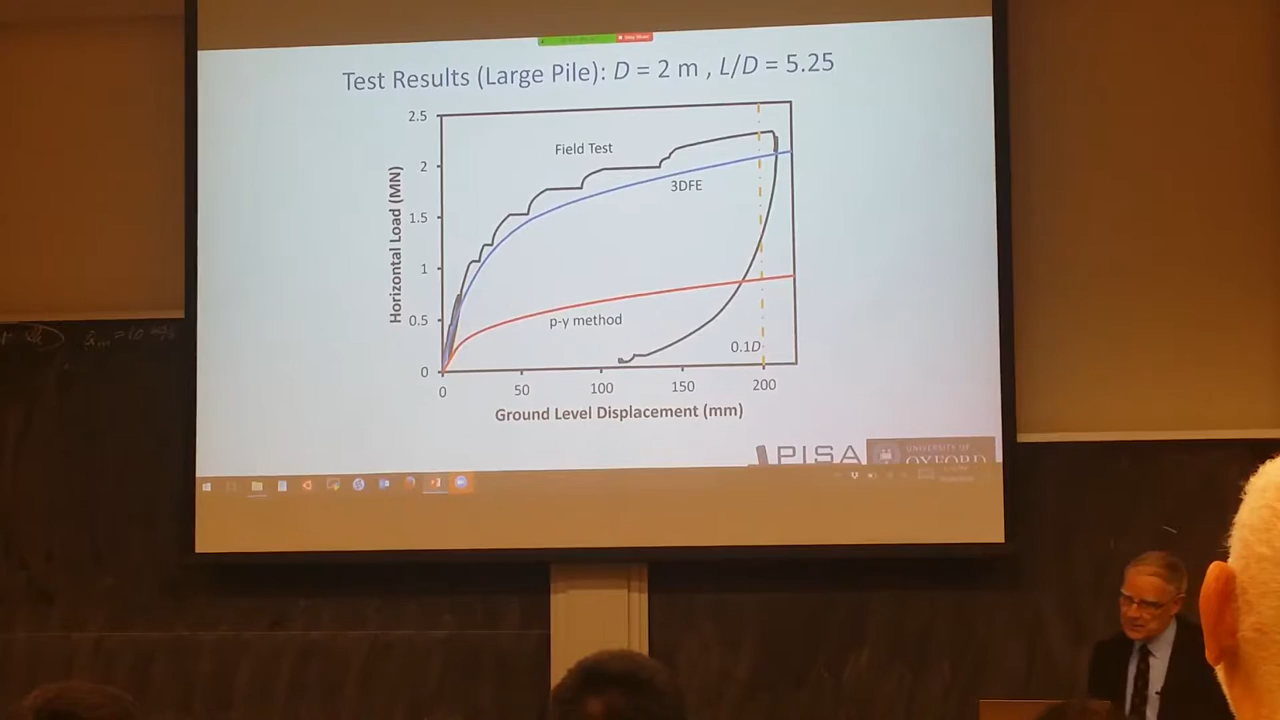 Test Results (Large Pile): D = 2 m , L/D = 5.25
2.5
2
1.5
1
0.5
0
Horizontal Load (MN)
Field Test
3DFE
p-y method
0.1D
0
50
100
150
200
Ground Level Displacement (mm)
PISA
UNIVERSITY OF
OXFORD